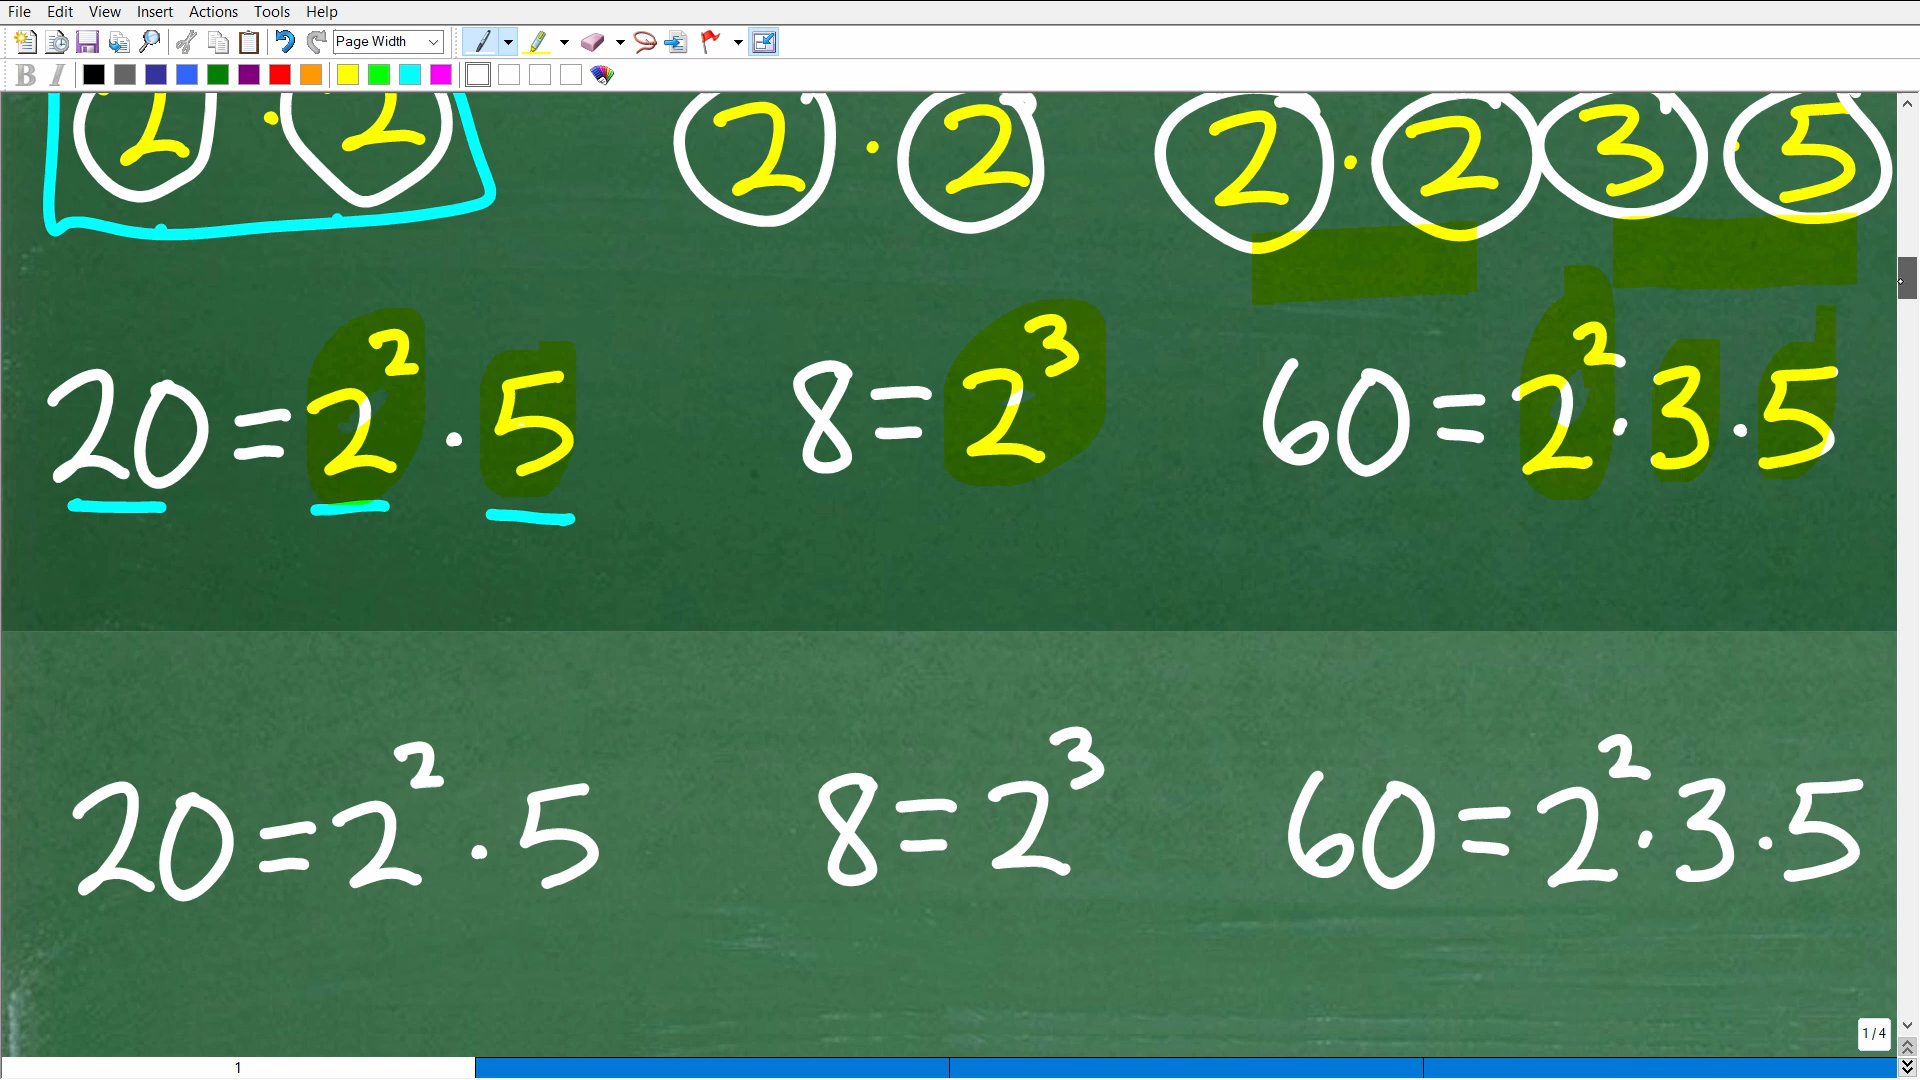 File Edit View Insert Actions Tools Help
Page Width
B I
2 · 2 2 · 2 2 · 2 3 · 5
20 = 2² · 5 8 = 2³ 60 = 2² · 3 · 5
20 = 2² · 5 8 = 2³ 60 = 2² · 3 · 5
1 / 4
1